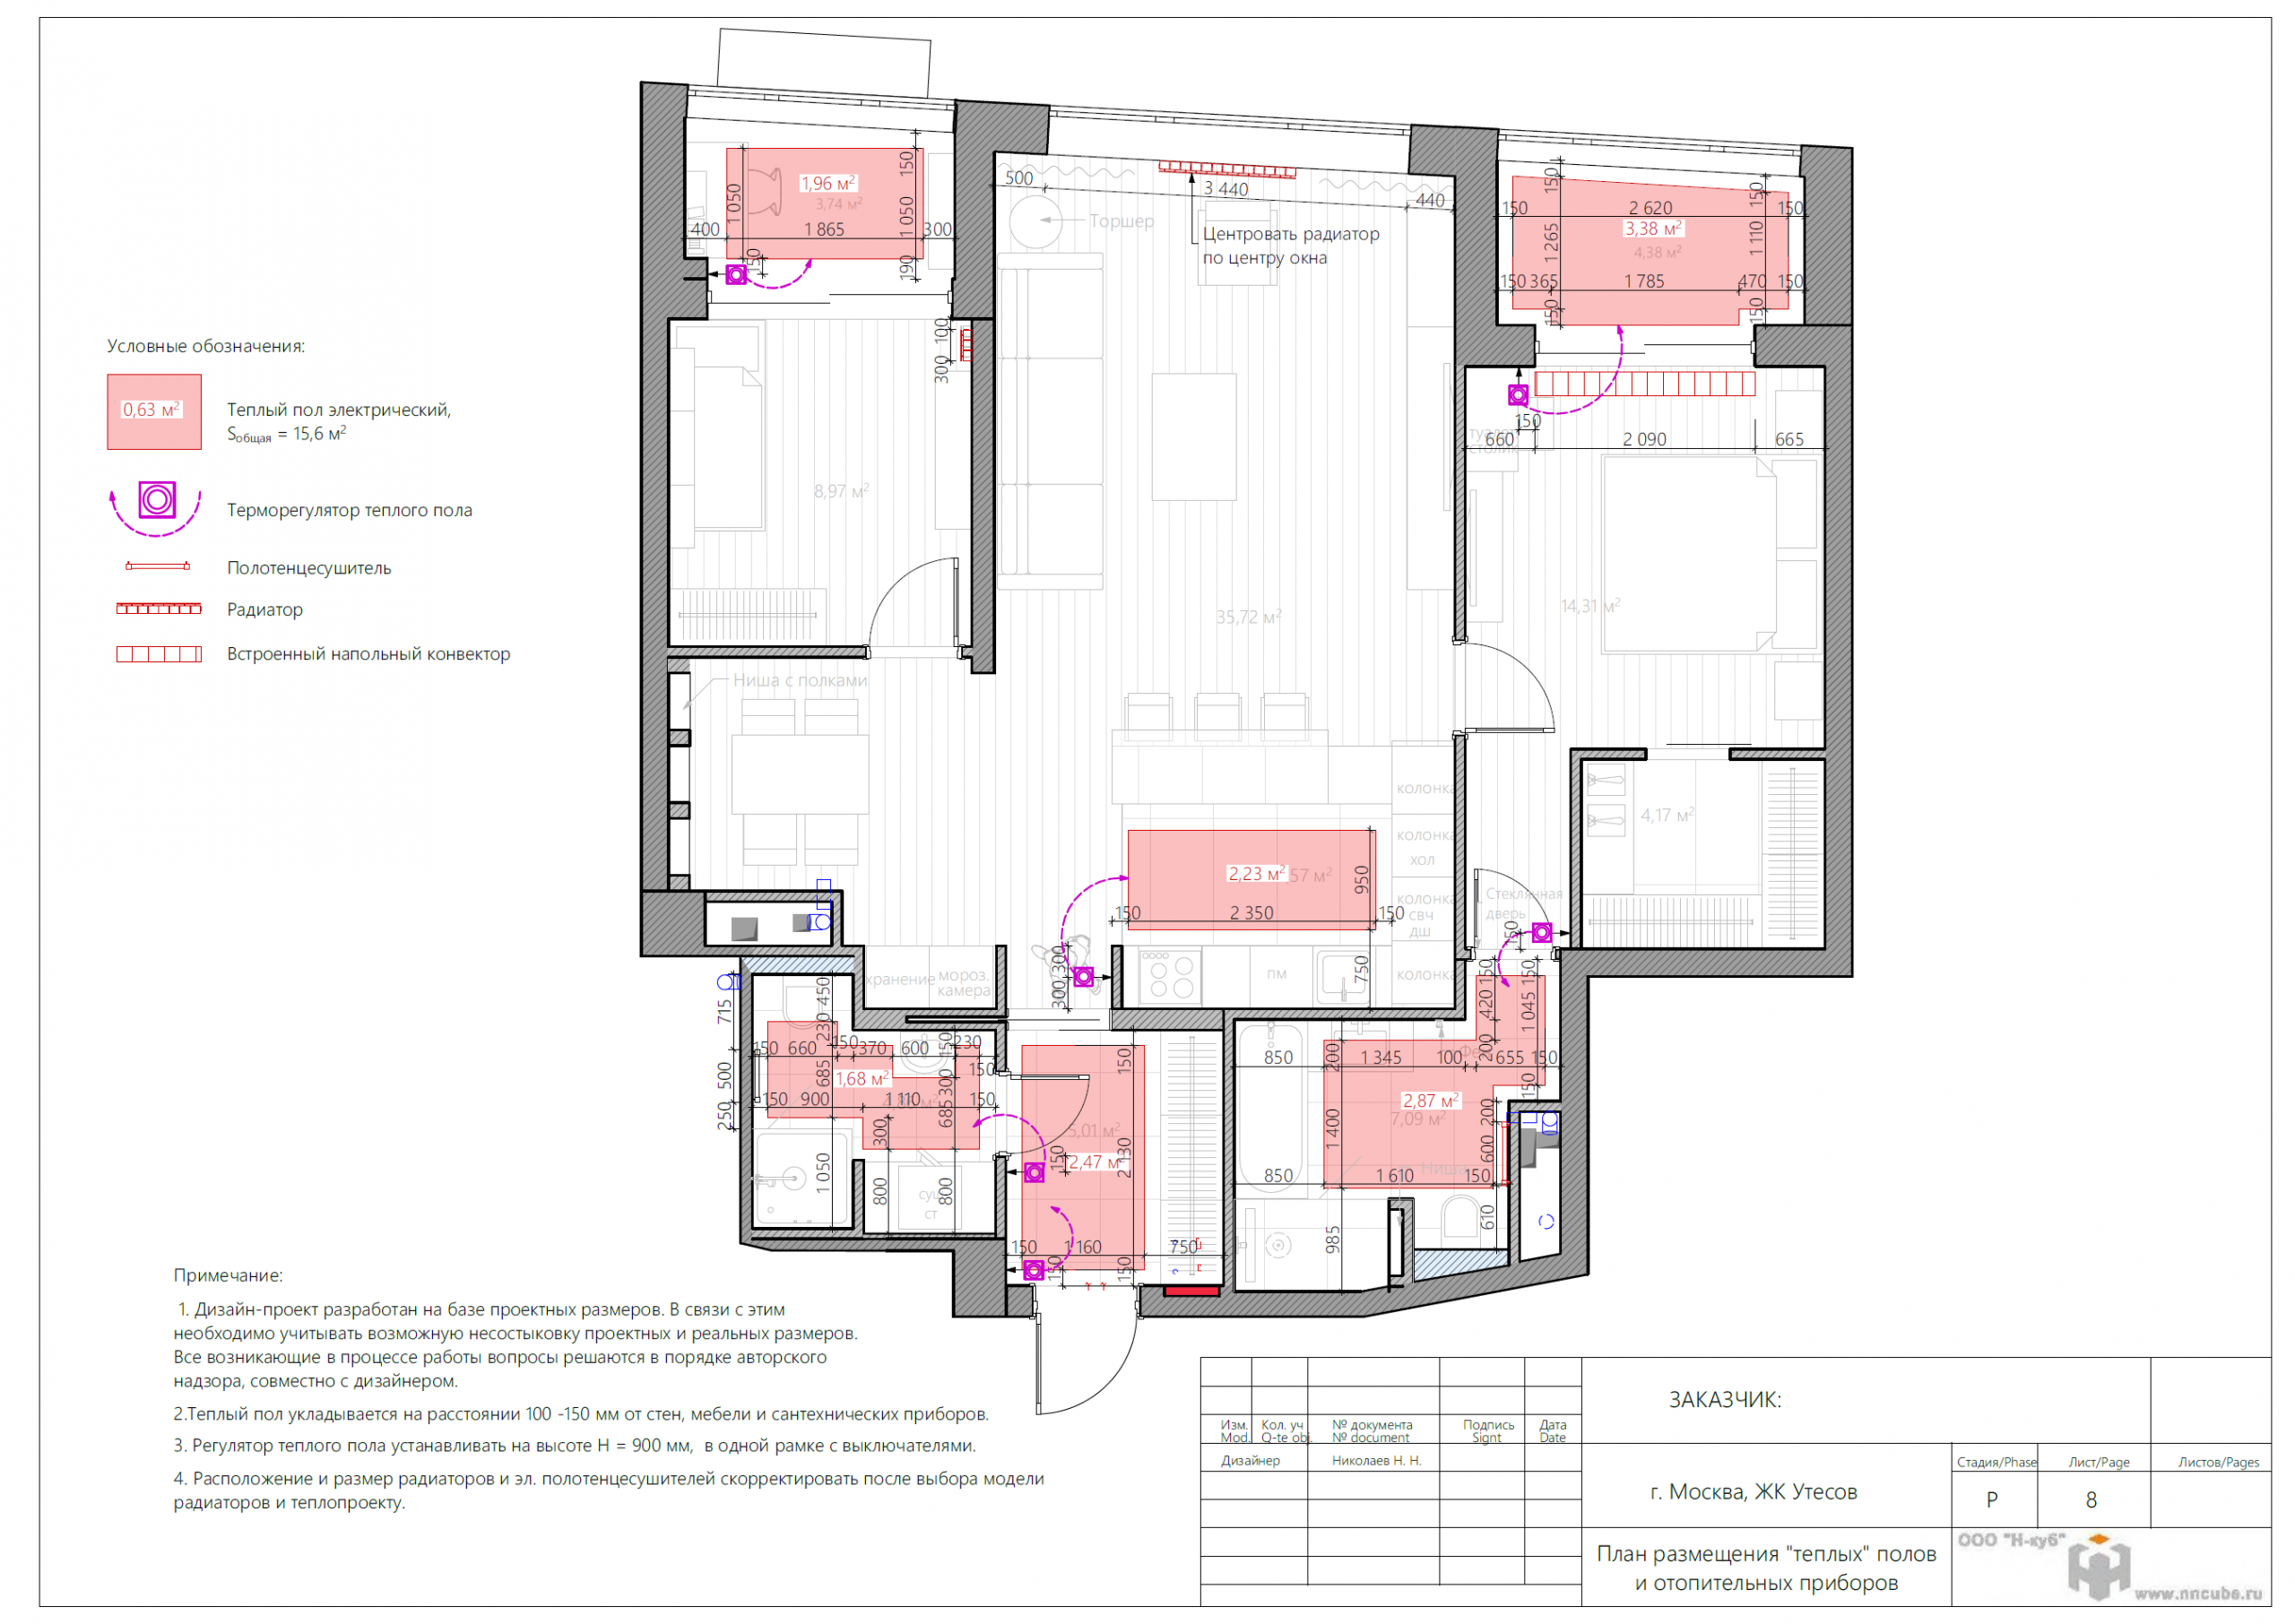 150
1,96 м²
3,74 м²
1 050
1 050
400
1 865
300
150
190
500
3 440
440
Торшер
Центровать радиатор
по центру окна
150
150
150
2 620
150
3,38 м²
4,38 м²
1 265
1 110
150
365
1 785
470
150
150
150
100
300
150
660
2 090
665
столик
Условные обозначения:
0,63 м²
Теплый пол электрический,
Sобщая = 15,6 м²
Терморегулятор теплого пола
Полотенцесушитель
Радиатор
Встроенный напольный конвектор
8,97 м²
35,72 м²
14,31 м²
Ниша с полками
4,17 м²
колонка
колонка
хол
колонка
свч
дш
колонка
2,23 м²
,57 м²
950
150
2 350
150
750
Стеклянная
дверь
150
300
300
хранение
мороз.
камера
пм
715
500
250
450
230
150
660
150
370
600
150
230
150
685
1,68 м²
300
685
150
900
1 110
150
300
1 050
800
800
ст
150
5,01 м²
2,47 м
2 130
150
150
1 160
750
150
150
850
200
1 345
100
655
150
150
420
200
150
1 045
150
2,87 м²
7,09 м²
1 400
200
600
Ниша
850
1 610
150
610
985
Примечание:
1. Дизайн-проект разработан на базе проектных размеров. В связи с этим
необходимо учитывать возможную несостыковку проектных и реальных размеров.
Все возникающие в процессе работы вопросы решаются в порядке авторского
надзора, совместно с дизайнером.
2.Теплый пол укладывается на расстоянии 100 -150 мм от стен, мебели и сантехнических приборов.
3. Регулятор теплого пола устанавливать на высоте Н = 900 мм, в одной рамке с выключателями.
4. Расположение и размер радиаторов и эл. полотенцесушителей скорректировать после выбора модели
радиаторов и теплопроекту.
Изм. Кол. уч № документа Подпись Дата
Mod. Q-te obj. № document Signt Date
Дизайнер Николаев Н. Н.
ЗАКАЗЧИК:
г. Москва, ЖК Утесов
Стадия/Phase Лист/Page Листов/Pages
Р 8
План размещения "теплых" полов
и отопительных приборов
ООО "Н-куб"
www.nncube.ru